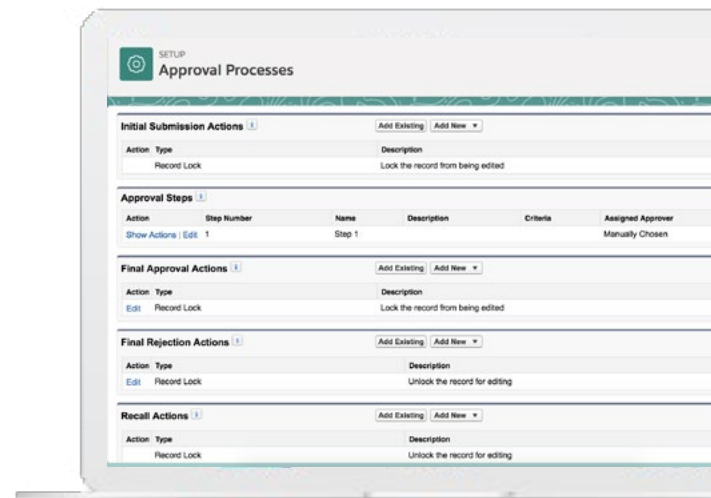 SETUP
Approval Processes
Initial Submission Actions i Add Existing Add New ▼
Action Type Description
Record Lock Lock the record from being edited
Approval Steps i
Action Step Number Name Description Criteria Assigned Approver
Show Actions | Edit 1 Step 1 Manually Chosen
Final Approval Actions i Add Existing Add New ▼
Action Type Description
Edit Record Lock Lock the record from being edited
Final Rejection Actions i Add Existing Add New ▼
Action Type Description
Edit Record Lock Unlock the record for editing
Recall Actions i Add Existing Add New ▼
Action Type Description
Record Lock Unlock the record for editing